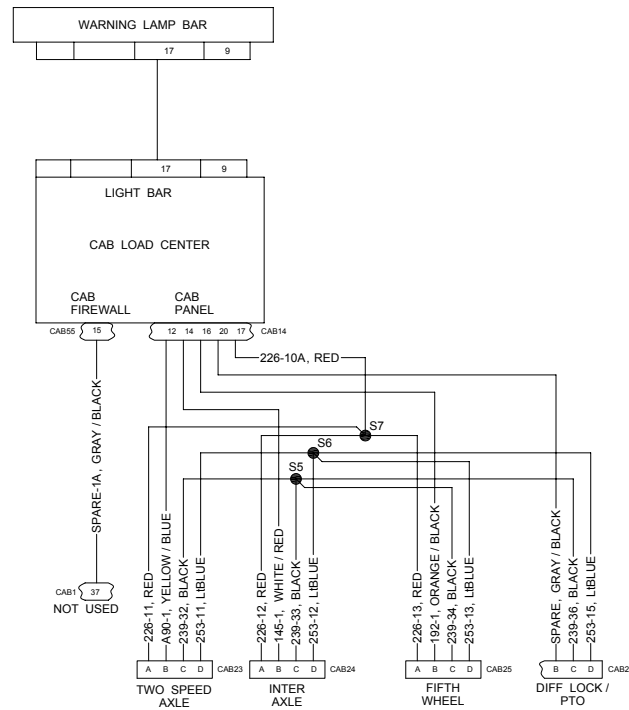 WARNING LAMP BAR
17 9
17 9
LIGHT BAR
CAB LOAD CENTER
CAB FIREWALL
CAB PANEL
CAB55 15 12 14 16 20 17 CAB14
226-10A, RED
S7
S6
S5
SPARE-1A, GRAY / BLACK
226-11, RED
A90-1, YELLOW / BLUE
239-32, BLACK
253-11, LtBLUE
226-12, RED
145-1, WHITE / RED
239-33, BLACK
253-12, LtBLUE
226-13, RED
192-1, ORANGE / BLACK
239-34, BLACK
253-13, LtBLUE
SPARE, GRAY / BLACK
239-36, BLACK
253-15, LtBLUE
CAB1 37
NOT USED
A B C D CAB23
TWO SPEED
AXLE
A B C D CAB24
INTER
AXLE
A B C D CAB25
FIFTH
WHEEL
B C D CAB2
DIFF LOCK /
PTO